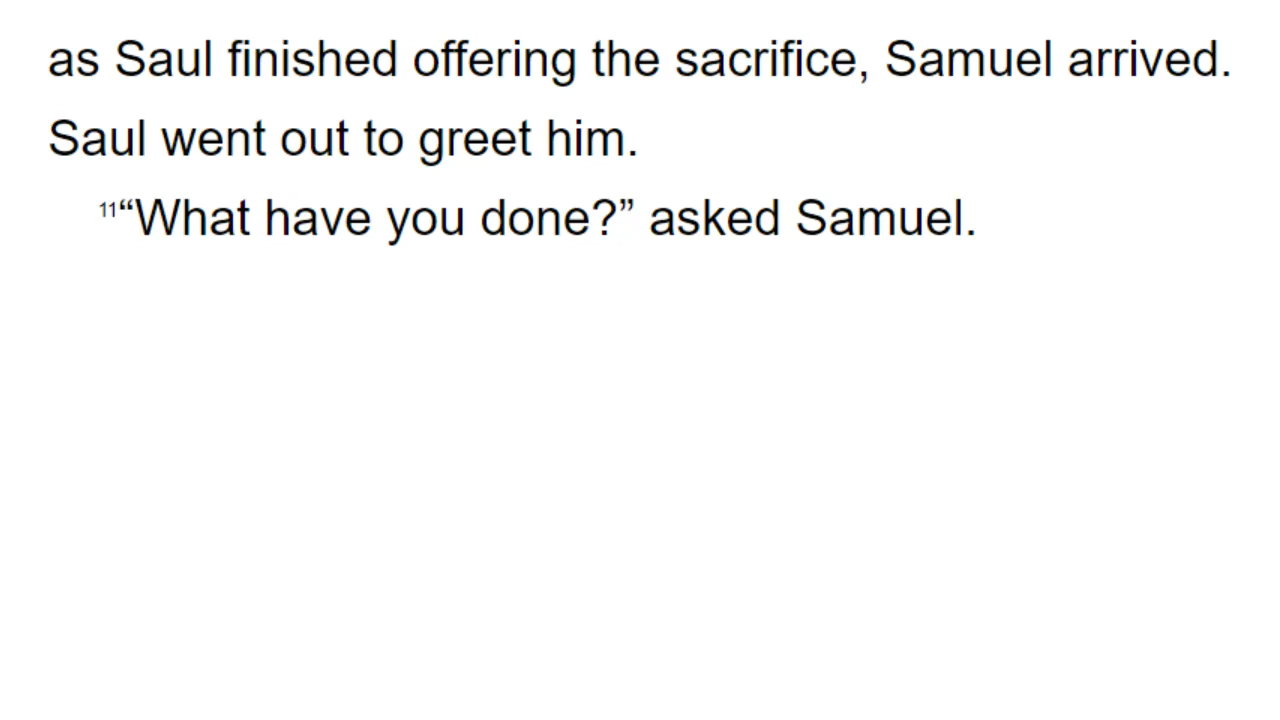 as Saul finished offering the sacrifice, Samuel arrived.
Saul went out to greet him.
11“What have you done?” asked Samuel.